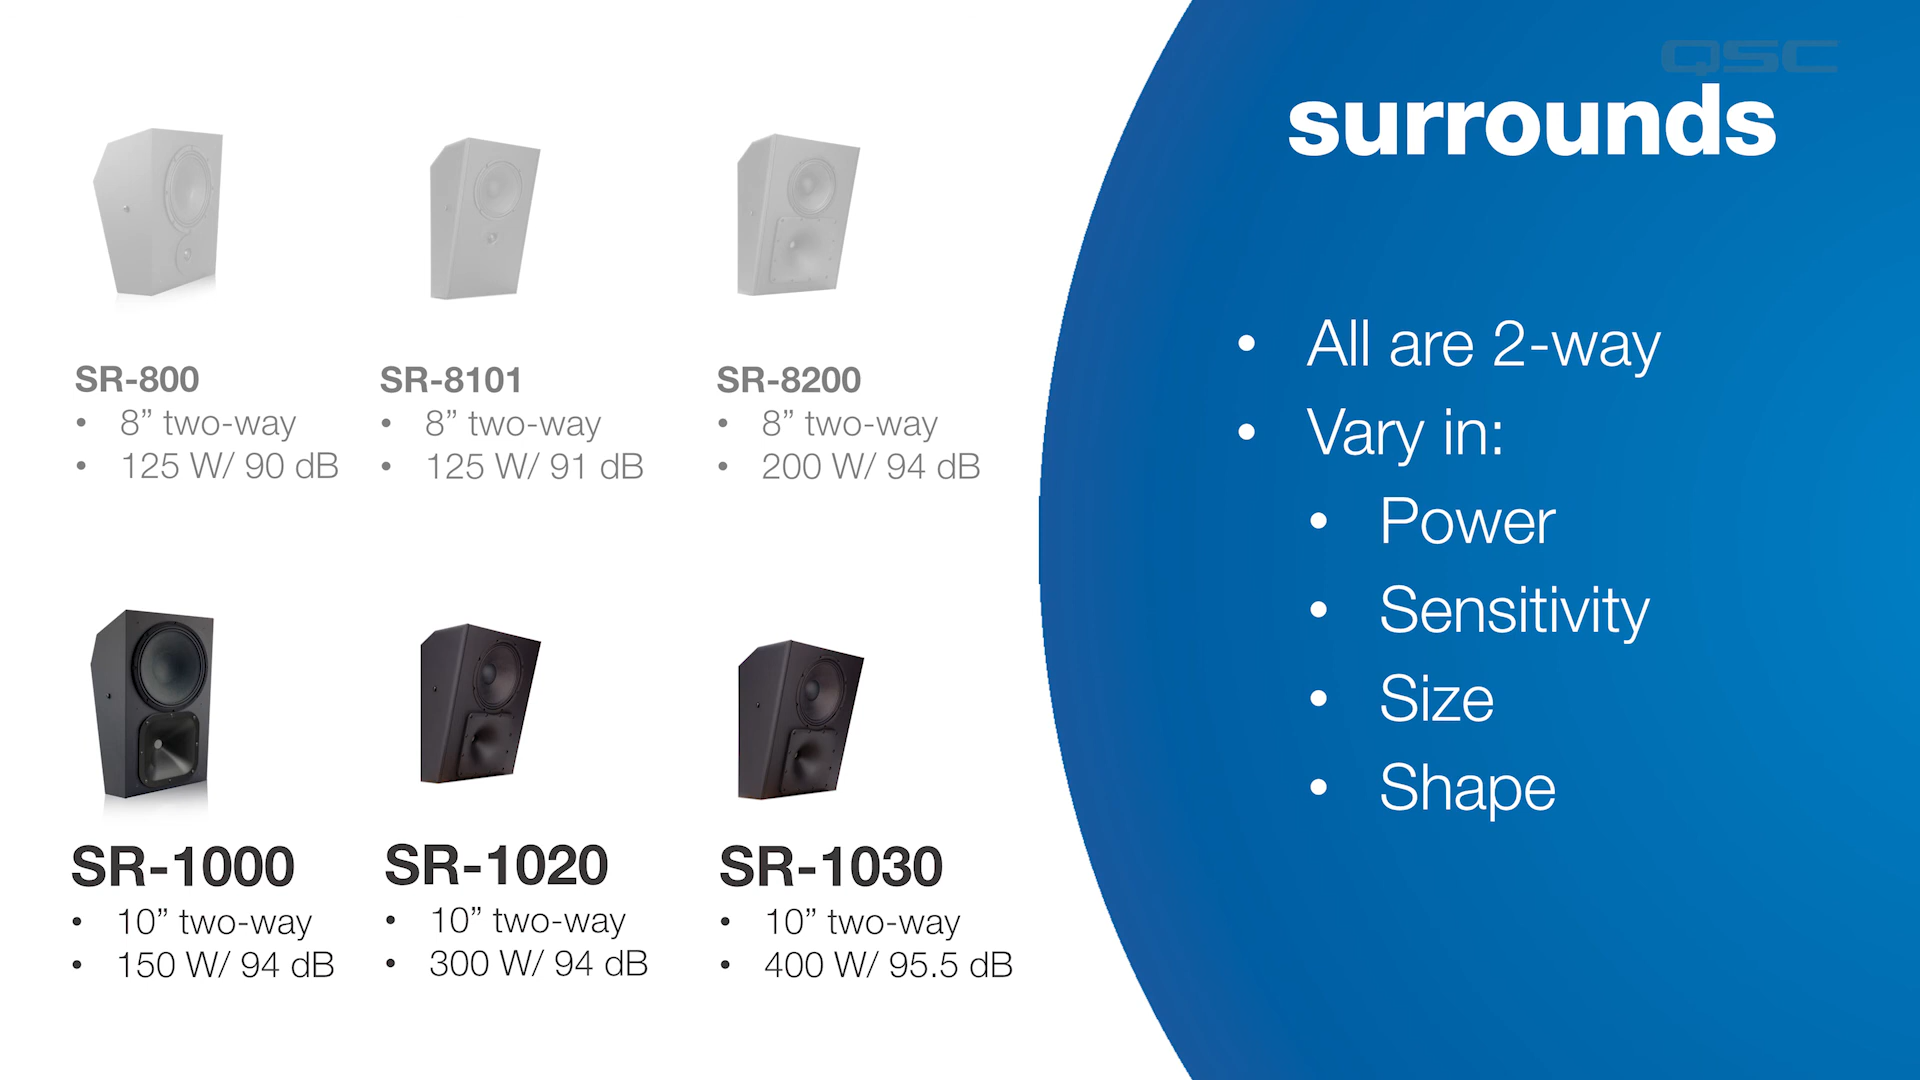 QSC
surrounds
SR-800
• 8” two-way
• 125 W/ 90 dB
SR-8101
• 8” two-way
• 125 W/ 91 dB
SR-8200
• 8” two-way
• 200 W/ 94 dB
SR-1000
• 10” two-way
• 150 W/ 94 dB
SR-1020
• 10” two-way
• 300 W/ 94 dB
SR-1030
• 10” two-way
• 400 W/ 95.5 dB
• All are 2-way
• Vary in:
• Power
• Sensitivity
• Size
• Shape